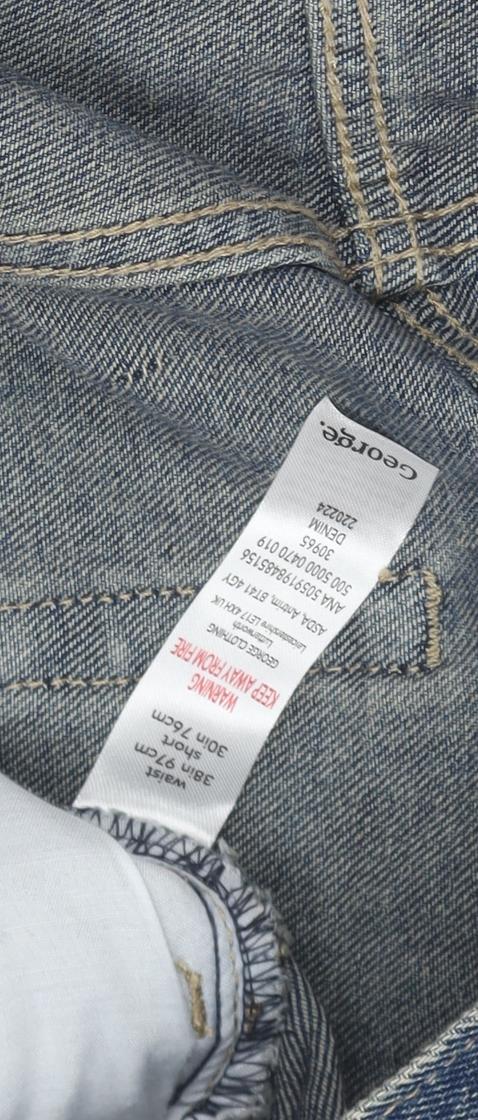 waist
38in 97cm
short
30in 76cm
WARNING
KEEP AWAY FROM FIRE
GEORGE CLOTHING
Lutterworth
Leicestershire LE17 4XH UK
ASDA, Antrim, BT41 4GY
ANA 5059198485156
500 5000 0470 019
30965
DENIM
220224
George.